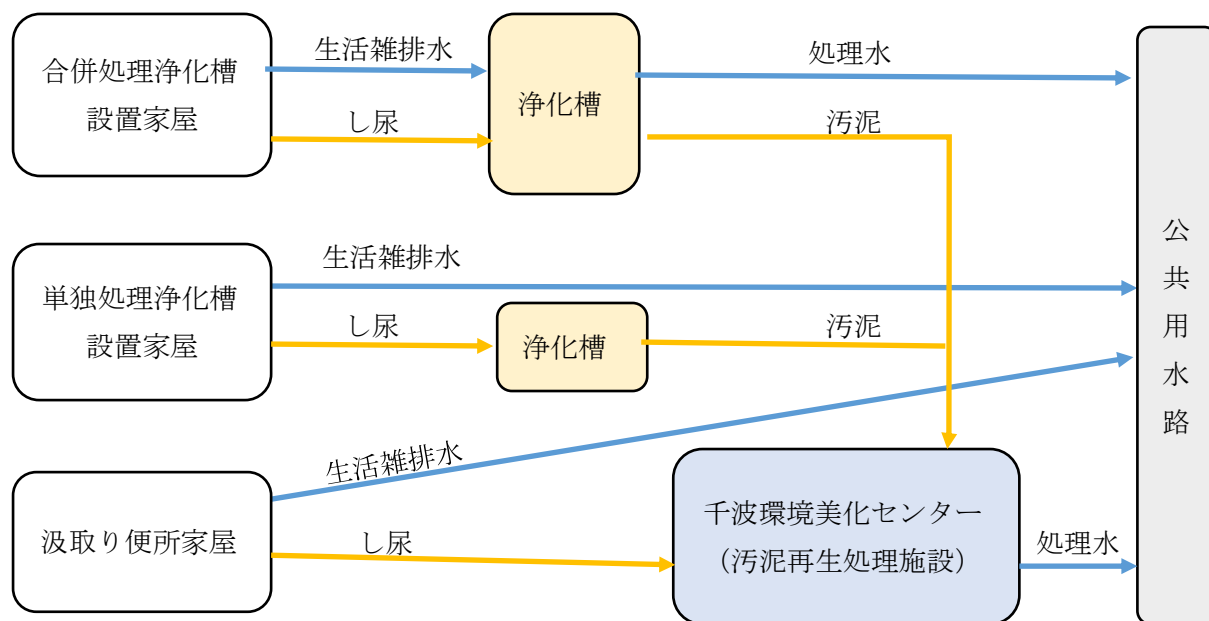 合併処理浄化槽
設置家屋
生活雑排水
し尿
浄化槽
処理水
汚泥
単独処理浄化槽
設置家屋
生活雑排水
し尿
浄化槽
汚泥
汲取り便所家屋
生活雑排水
し尿
千波環境美化センター
（汚泥再生処理施設）
処理水
公共用水路